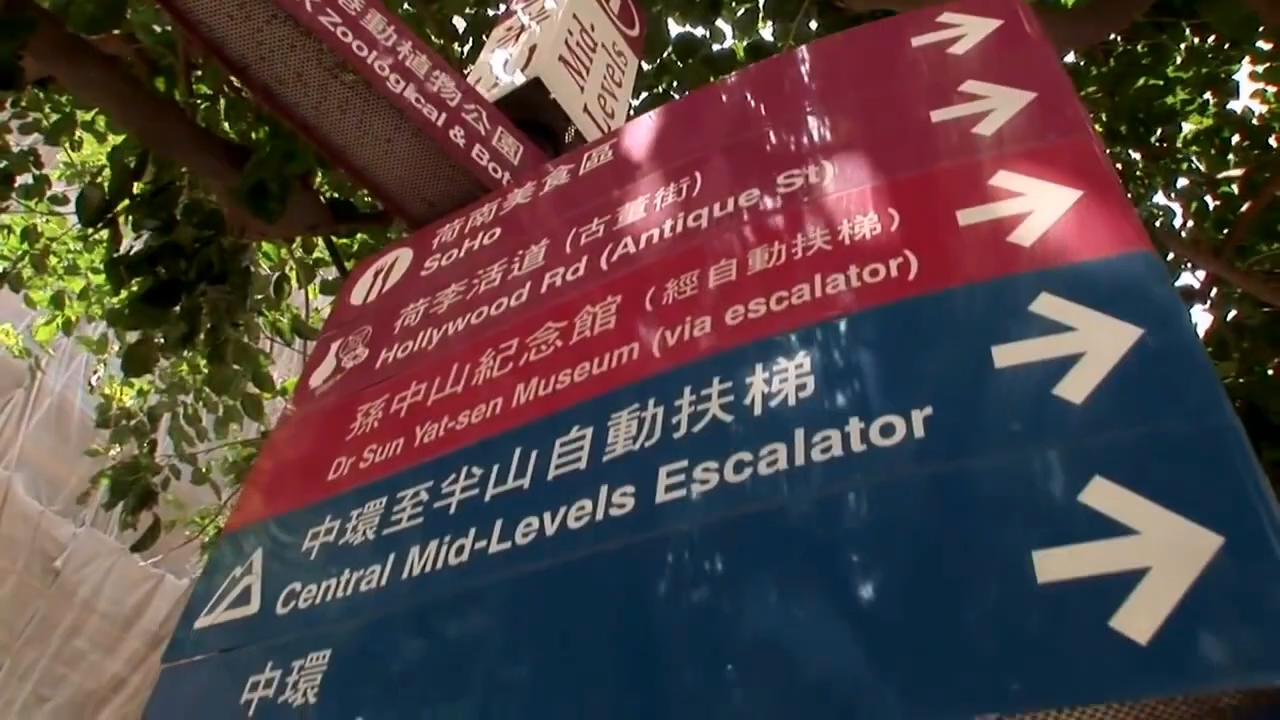 港動植物公園
Zoological & Bot
Mid-
Levels
荷南美食區
SoHo
荷李活道 (古董街)
Hollywood Rd (Antique St)
孫中山紀念館 (經自動扶梯)
Dr Sun Yat-sen Museum (via escalator)
中環至半山自動扶梯
Central Mid-Levels Escalator
中環